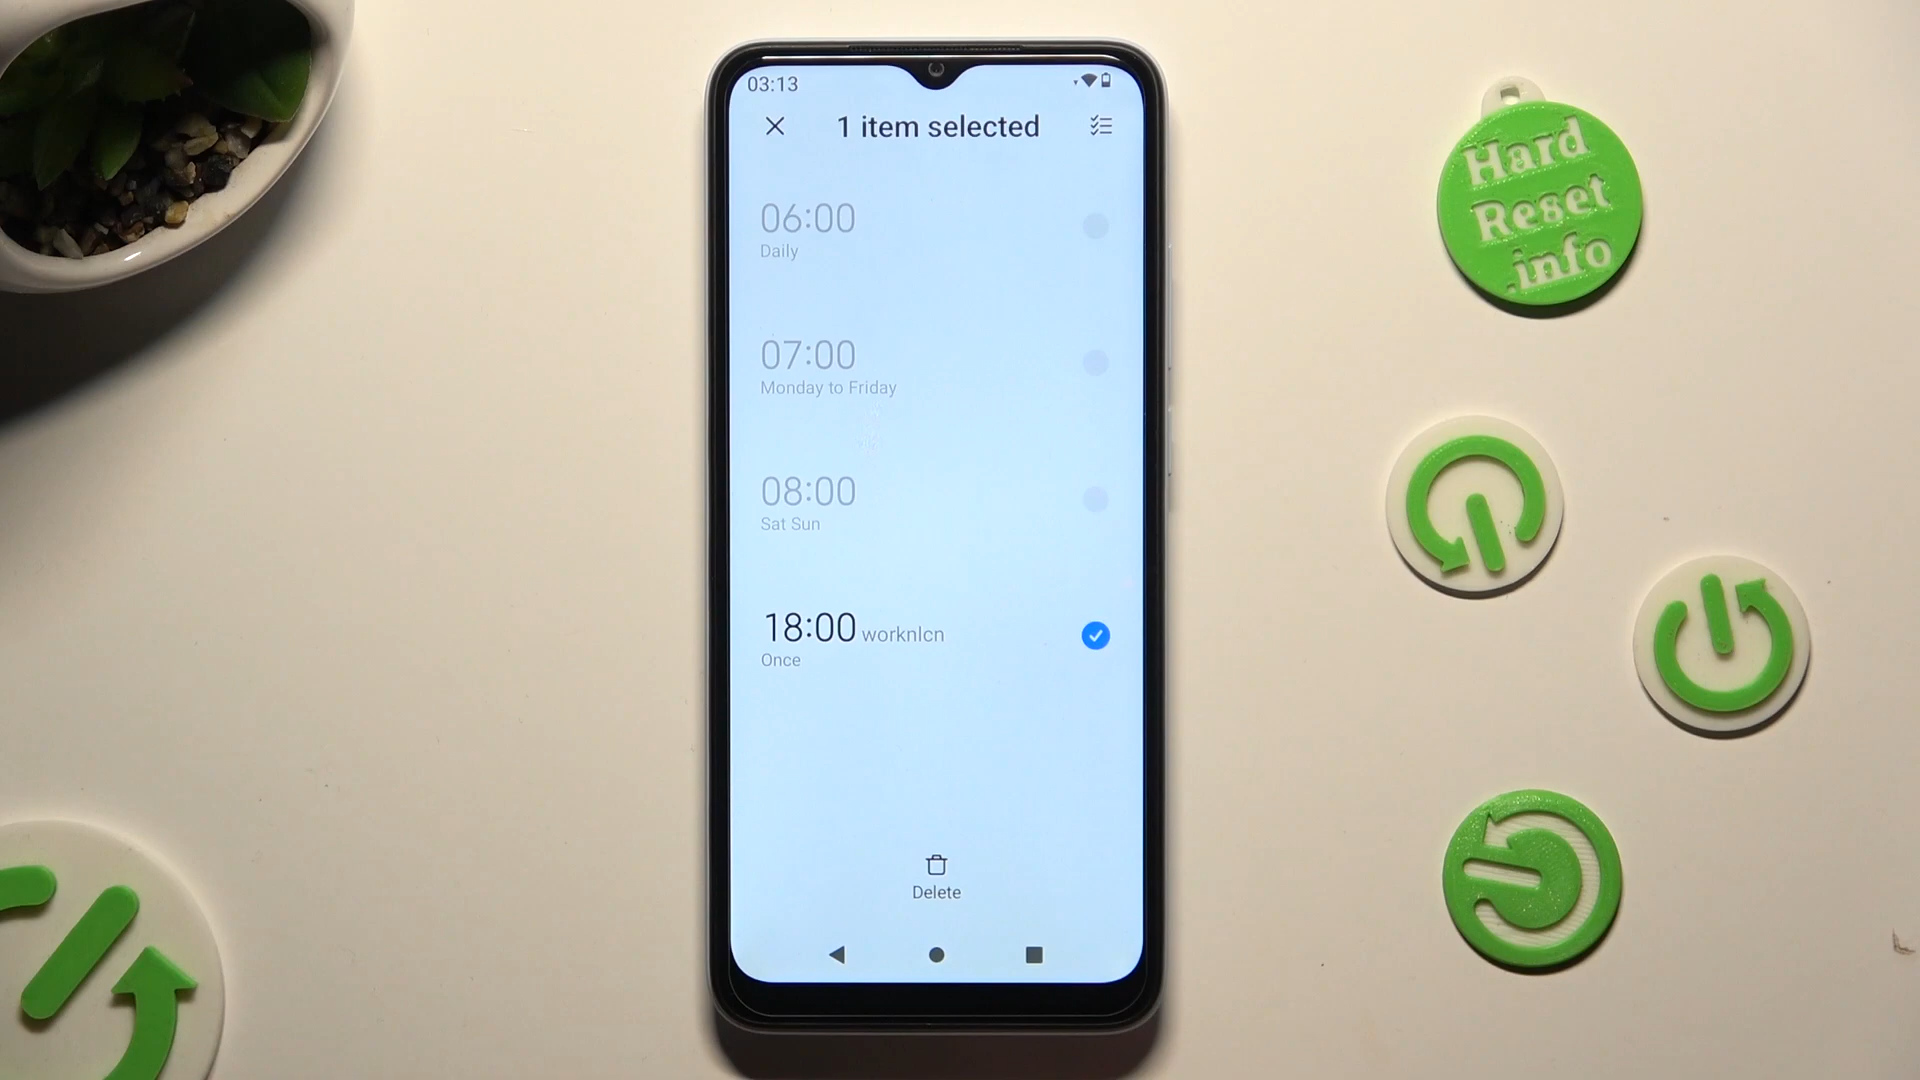 03:13
1 item selected
06:00
Daily
07:00
Monday to Friday
08:00
Sat Sun
18:00 worknlcn
Once
Delete
Hard
Reset
.info